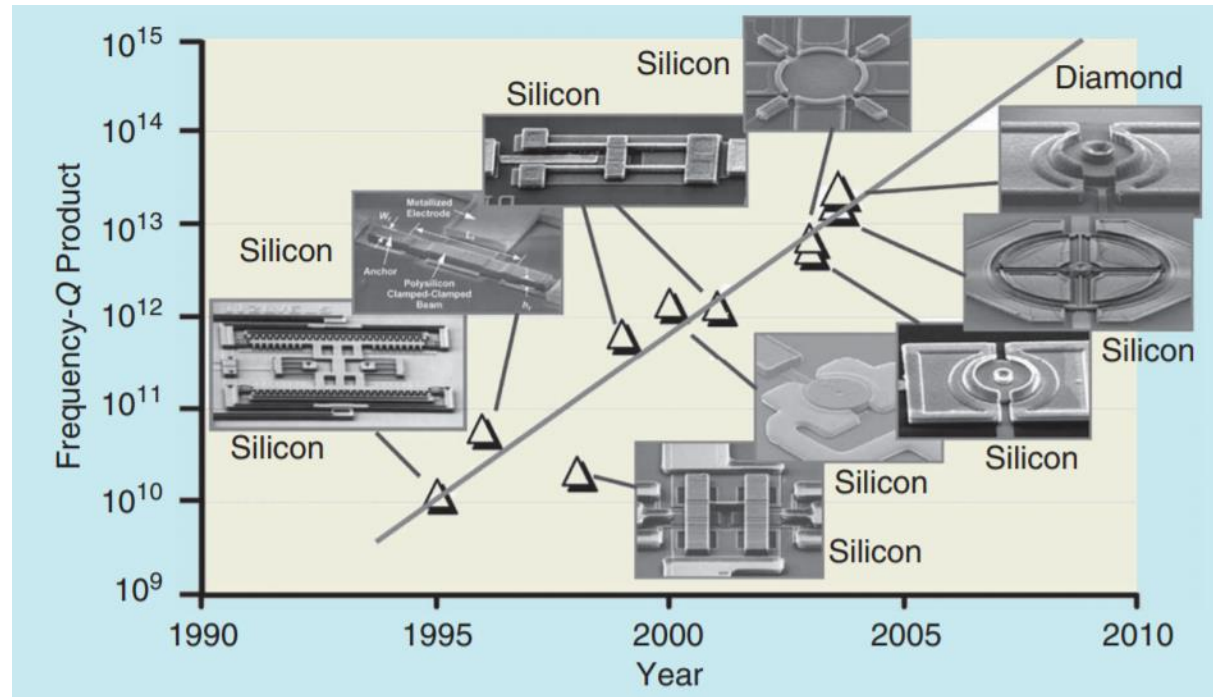 10^15
10^14
10^13
10^12
10^11
10^10
10^9
Frequency-Q Product
1990
1995
2000
2005
2010
Year
Silicon
Silicon
Silicon
Silicon
Diamond
Silicon
Silicon
Silicon
Silicon
Metallized
Electrode
Anchor
Polysilicon
Clamped-Clamped
Beam
W_r
h_r